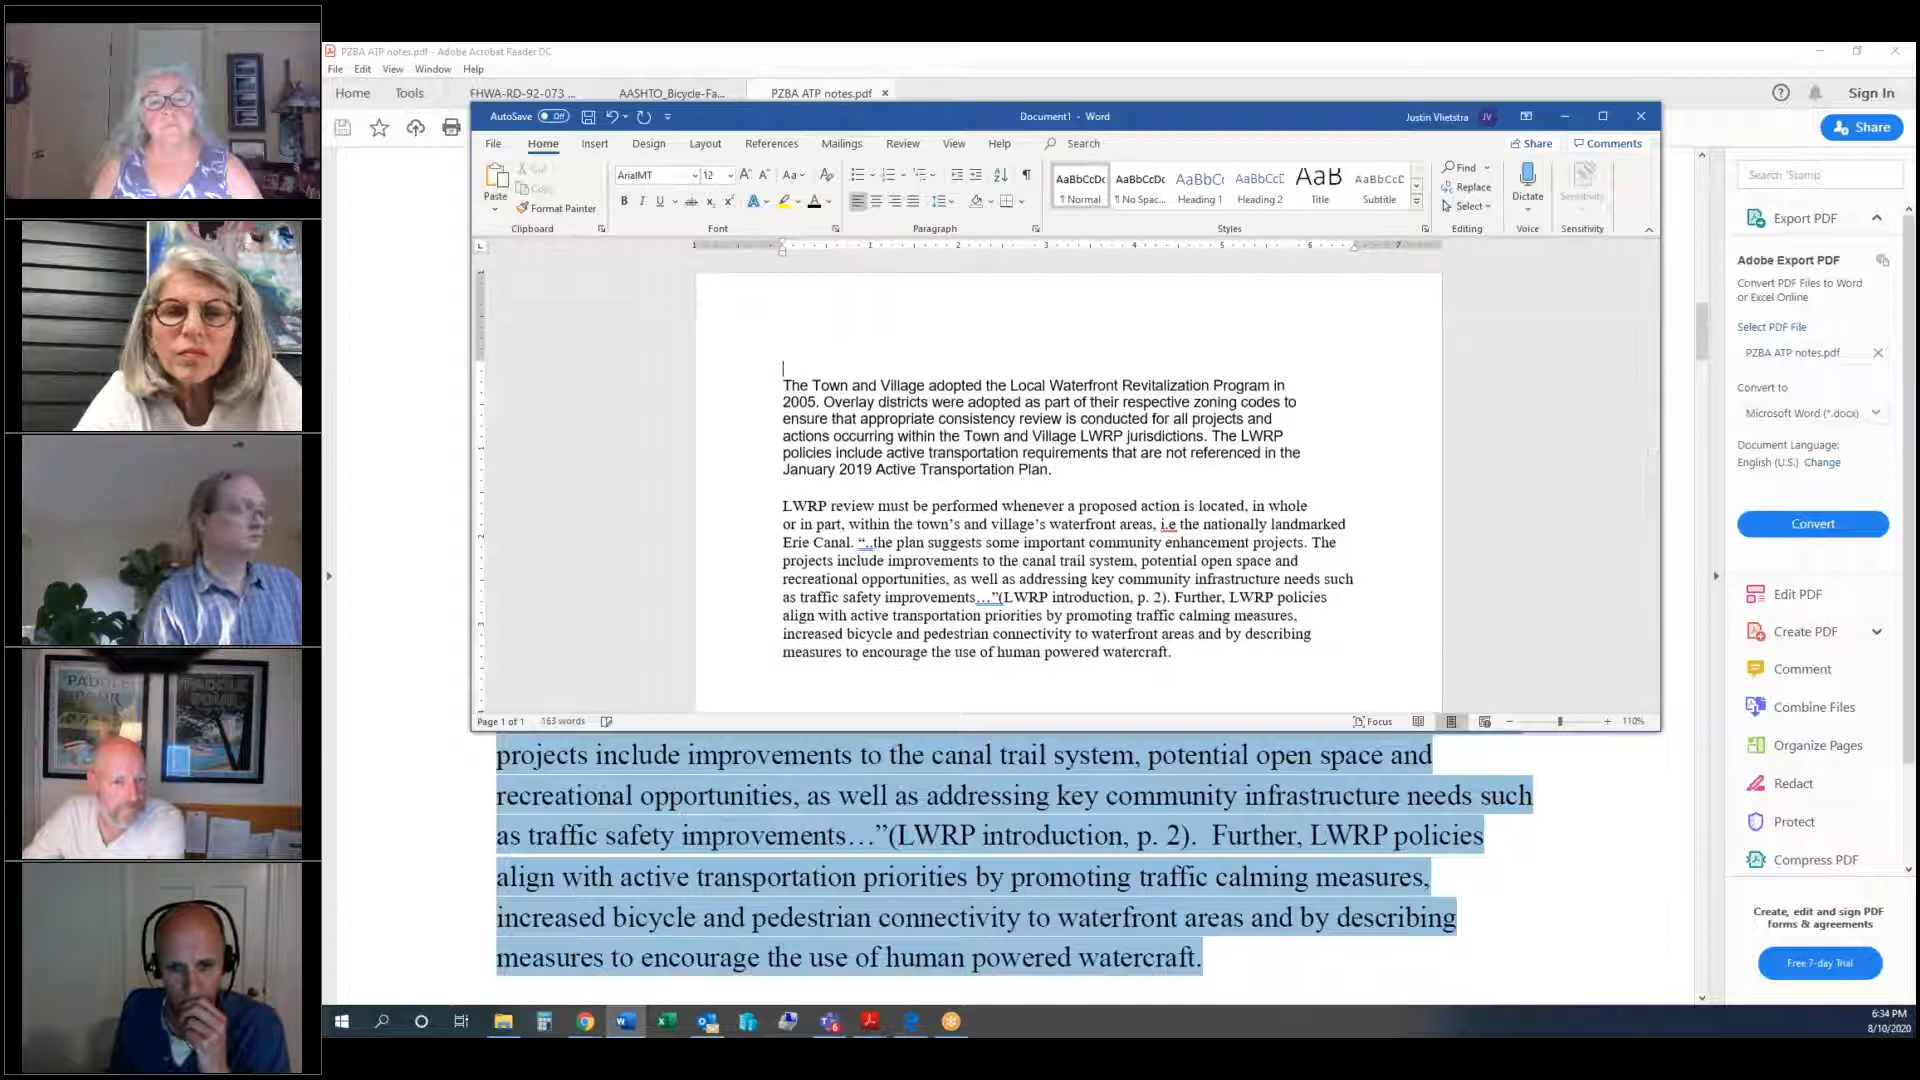 PZBA ATP notes.pdf - Adobe Acrobat Reader DC
File Edit View Window Help
Home Tools FHWA-RD-92-073 ... AASHTO_Bicycle-Fa... PZBA ATP notes.pdf ×
Sign In
Share
AutoSave Off Document1 - Word Justin Vlietstra JV
File Home Insert Design Layout References Mailings Review View Help Search Share Comments
Paste Cut Copy Format Painter
ArialMT 12
AaBbCcDc AaBbCcDc AaBbCc AaBbCcD AaB AaBbCcD
¶ Normal ¶ No Spac... Heading 1 Heading 2 Title Subtitle
Find Replace Select
Dictate Sensitivity
Clipboard Font Paragraph Styles Editing Voice Sensitivity
1 1 2 3 4 5 6 7
The Town and Village adopted the Local Waterfront Revitalization Program in
2005. Overlay districts were adopted as part of their respective zoning codes to
ensure that appropriate consistency review is conducted for all projects and
actions occurring within the Town and Village LWRP jurisdictions. The LWRP
policies include active transportation requirements that are not referenced in the
January 2019 Active Transportation Plan.
LWRP review must be performed whenever a proposed action is located, in whole
or in part, within the town’s and village’s waterfront areas, i.e the nationally landmarked
Erie Canal. “..the plan suggests some important community enhancement projects. The
projects include improvements to the canal trail system, potential open space and
recreational opportunities, as well as addressing key community infrastructure needs such
as traffic safety improvements…”(LWRP introduction, p. 2). Further, LWRP policies
align with active transportation priorities by promoting traffic calming measures,
increased bicycle and pedestrian connectivity to waterfront areas and by describing
measures to encourage the use of human powered watercraft.
Page 1 of 1 163 words Focus 110%
projects include improvements to the canal trail system, potential open space and
recreational opportunities, as well as addressing key community infrastructure needs such
as traffic safety improvements…”(LWRP introduction, p. 2). Further, LWRP policies
align with active transportation priorities by promoting traffic calming measures,
increased bicycle and pedestrian connectivity to waterfront areas and by describing
measures to encourage the use of human powered watercraft.
Search 'Stamp'
Export PDF
Adobe Export PDF
Convert PDF Files to Word
or Excel Online
Select PDF File
PZBA ATP notes.pdf ×
Convert to
Microsoft Word (*.docx)
Document Language:
English (U.S.) Change
Convert
Edit PDF
Create PDF
Comment
Combine Files
Organize Pages
Redact
Protect
Compress PDF
Create, edit and sign PDF
forms & agreements
Free 7-day Trial
6:34 PM
8/10/2020
PADDLE
POUR